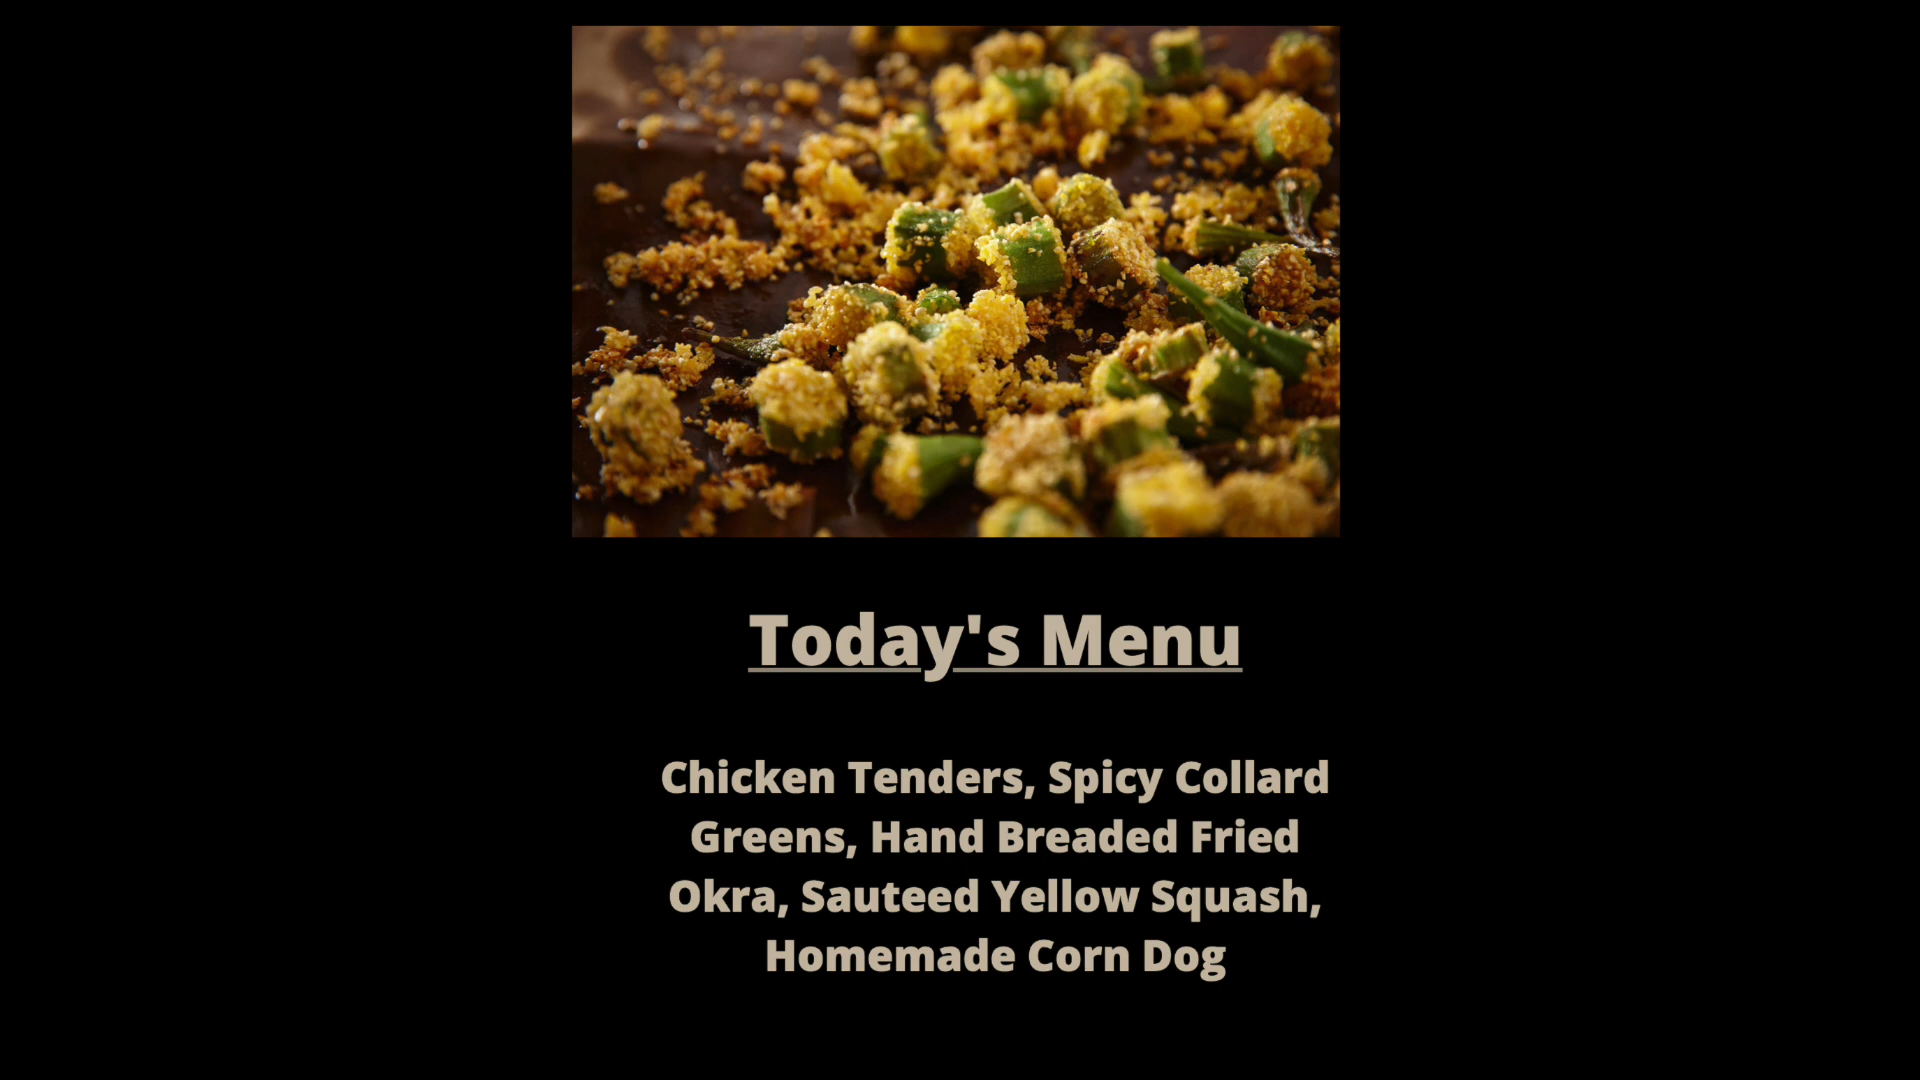 Today's Menu
Chicken Tenders, Spicy Collard
Greens, Hand Breaded Fried
Okra, Sauteed Yellow Squash,
Homemade Corn Dog